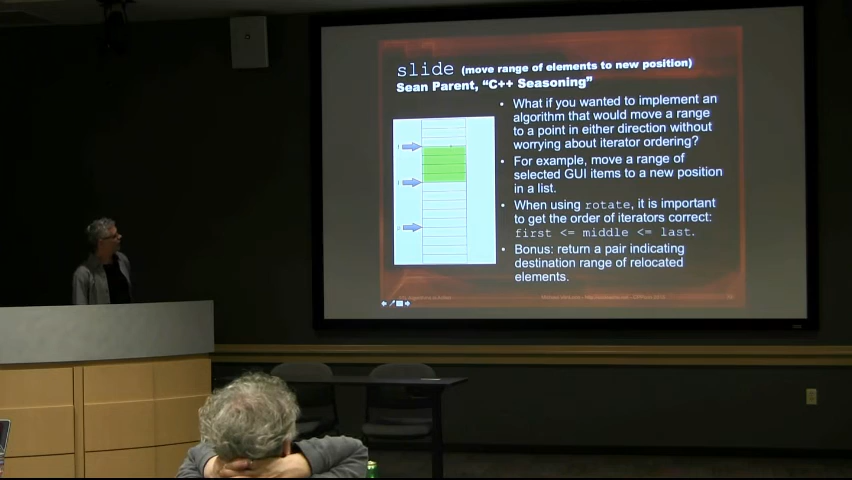 slide (move range of elements to new position)
Sean Parent, "C++ Seasoning"
• What if you wanted to implement an
algorithm that would move a range
to a point in either direction without
worrying about iterator ordering?
• For example, move a range of
selected GUI items to a new position
in a list.
• When using rotate, it is important
to get the order of iterators correct:
first <= middle <= last.
• Bonus: return a pair indicating
destination range of relocated
elements.
Algorithms in Action